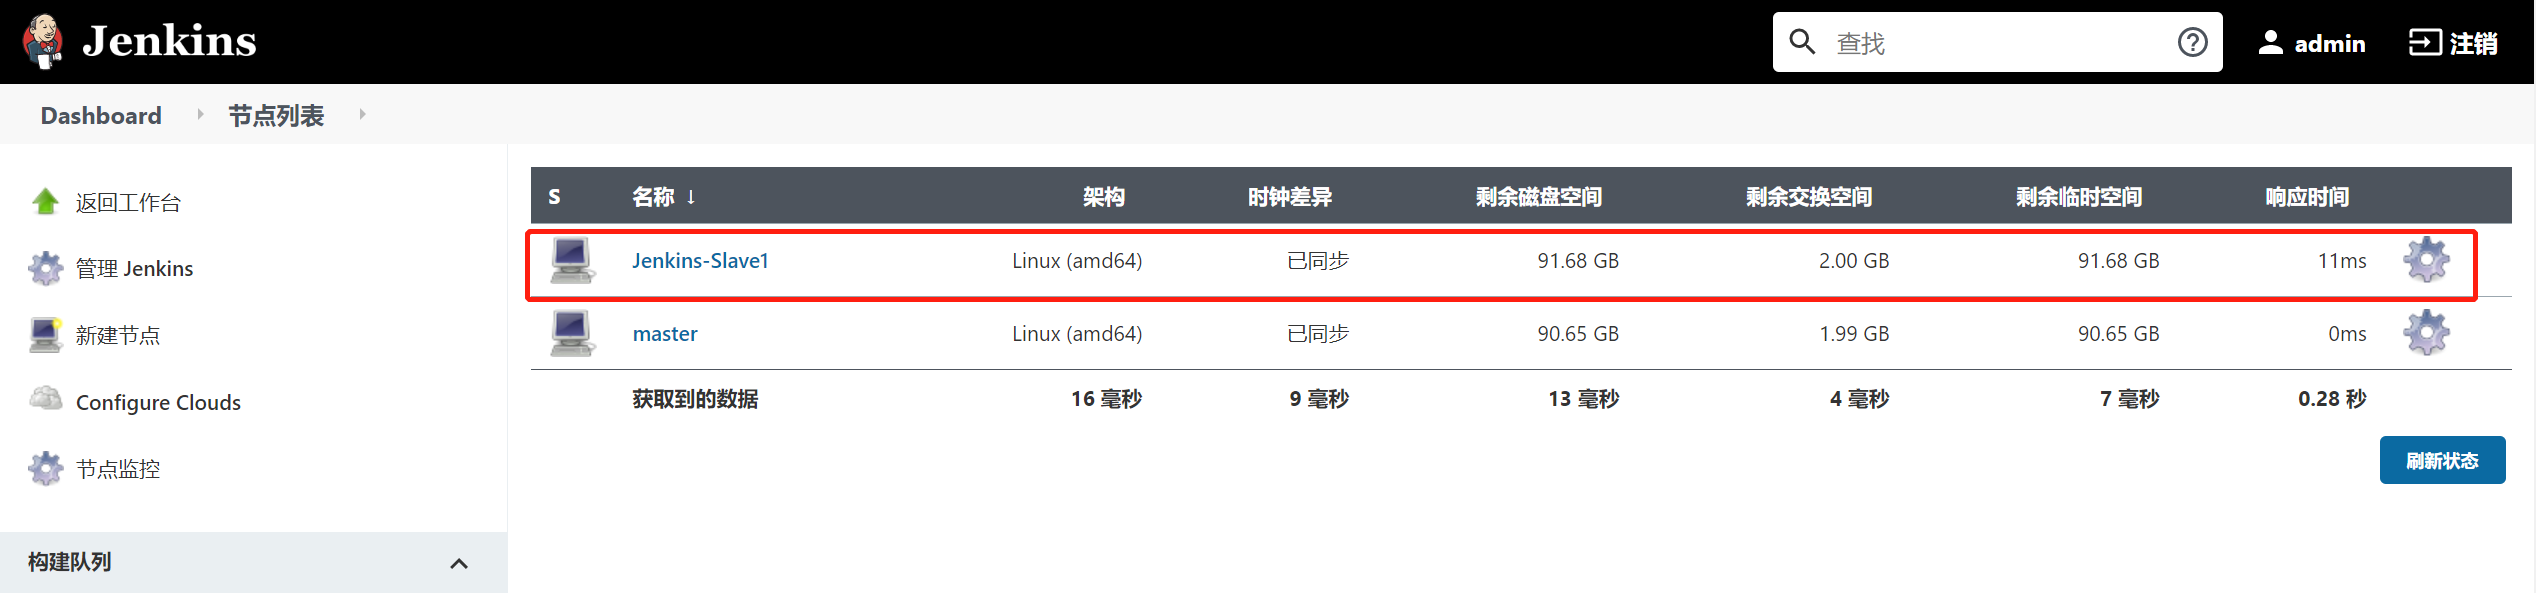 Jenkins 查找 admin 注销
Dashboard 节点列表
返回工作台
管理 Jenkins
新建节点
Configure Clouds
节点监控
构建队列
S 名称 ↓ 架构 时钟差异 剩余磁盘空间 剩余交换空间 剩余临时空间 响应时间
Jenkins-Slave1 Linux (amd64) 已同步 91.68 GB 2.00 GB 91.68 GB 11ms
master Linux (amd64) 已同步 90.65 GB 1.99 GB 90.65 GB 0ms
获取到的数据 16 毫秒 9 毫秒 13 毫秒 4 毫秒 7 毫秒 0.28 秒
刷新状态